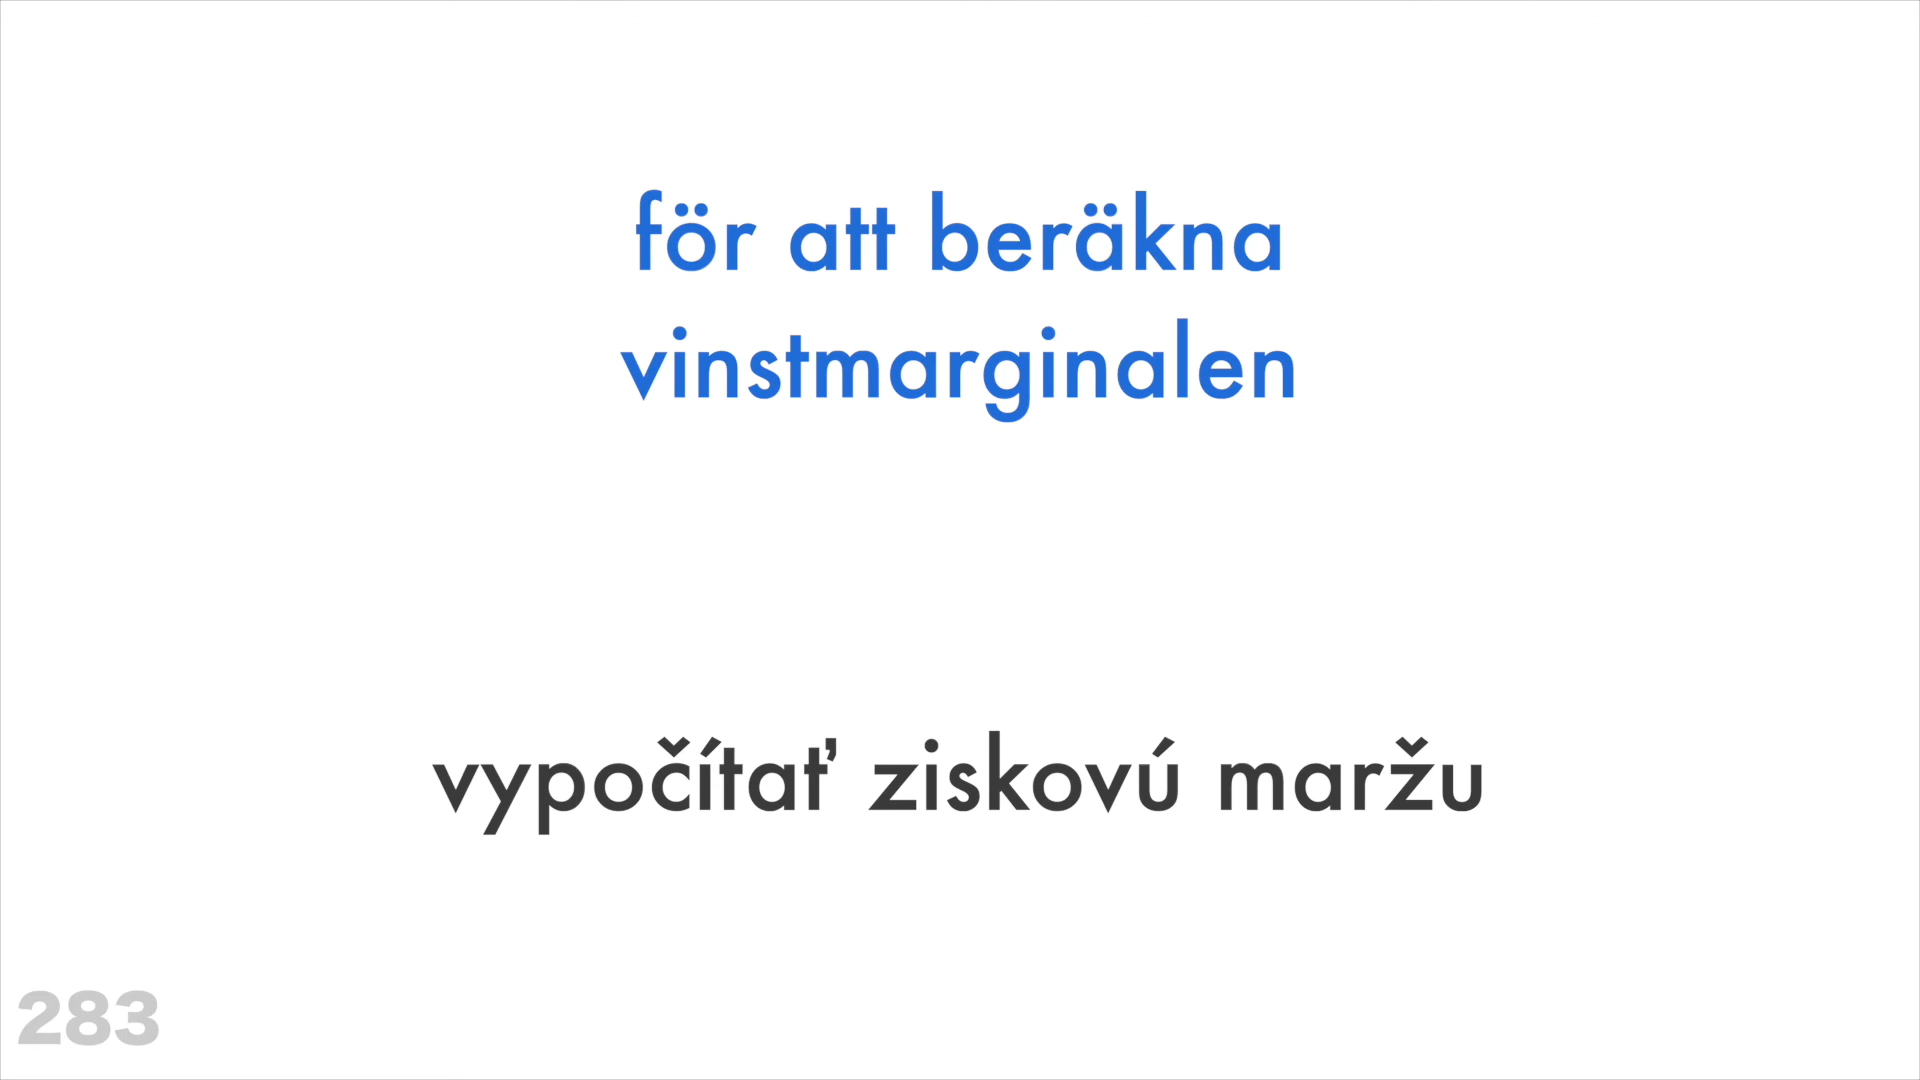 för att beräkna
vinstmarginalen
vypočítať ziskovú maržu
283